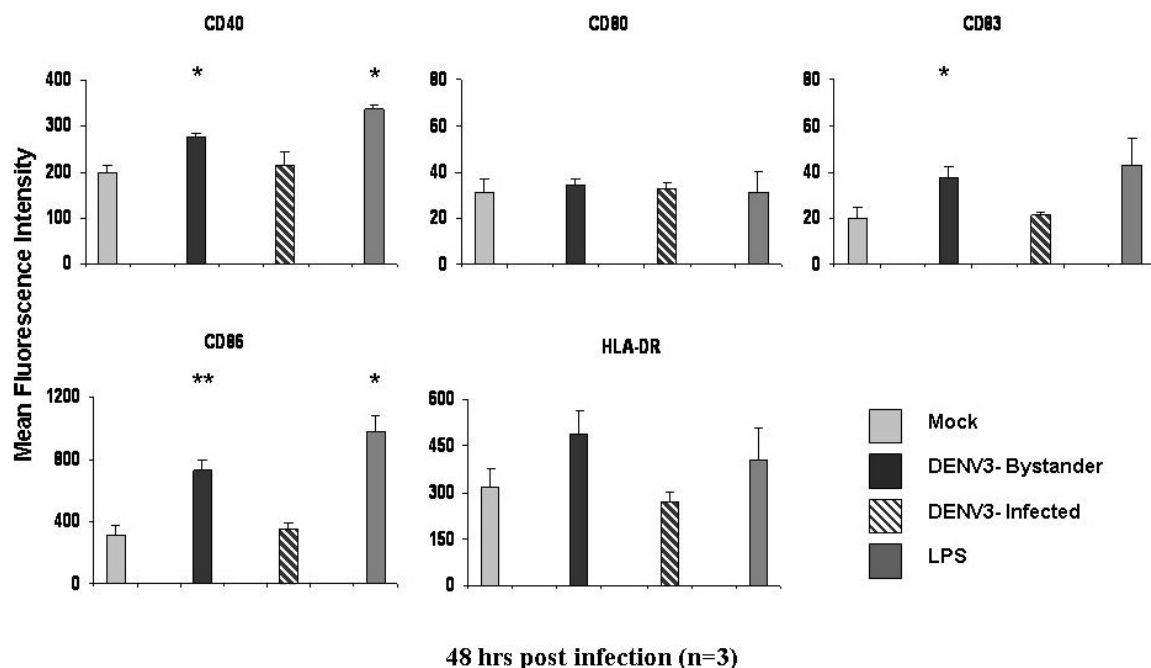 CD40
CD80
CD83
* *
*
400
300
200
100
0
80
60
40
20
0
80
60
40
20
0
Mean Fluorescence Intensity
CD86
HLA-DR
** *
1200
800
400
0
600
450
300
150
0
Mock
DENV3- Bystander
DENV3- Infected
LPS
48 hrs post infection (n=3)